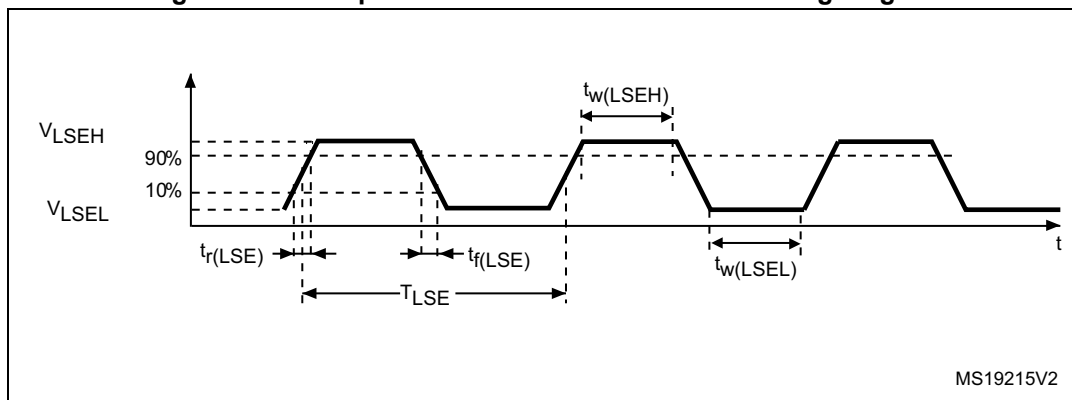 tw(LSEH)
VLSEH
90%
10%
VLSEL
tr(LSE)
tf(LSE)
TLSE
tw(LSEL)
t
MS19215V2